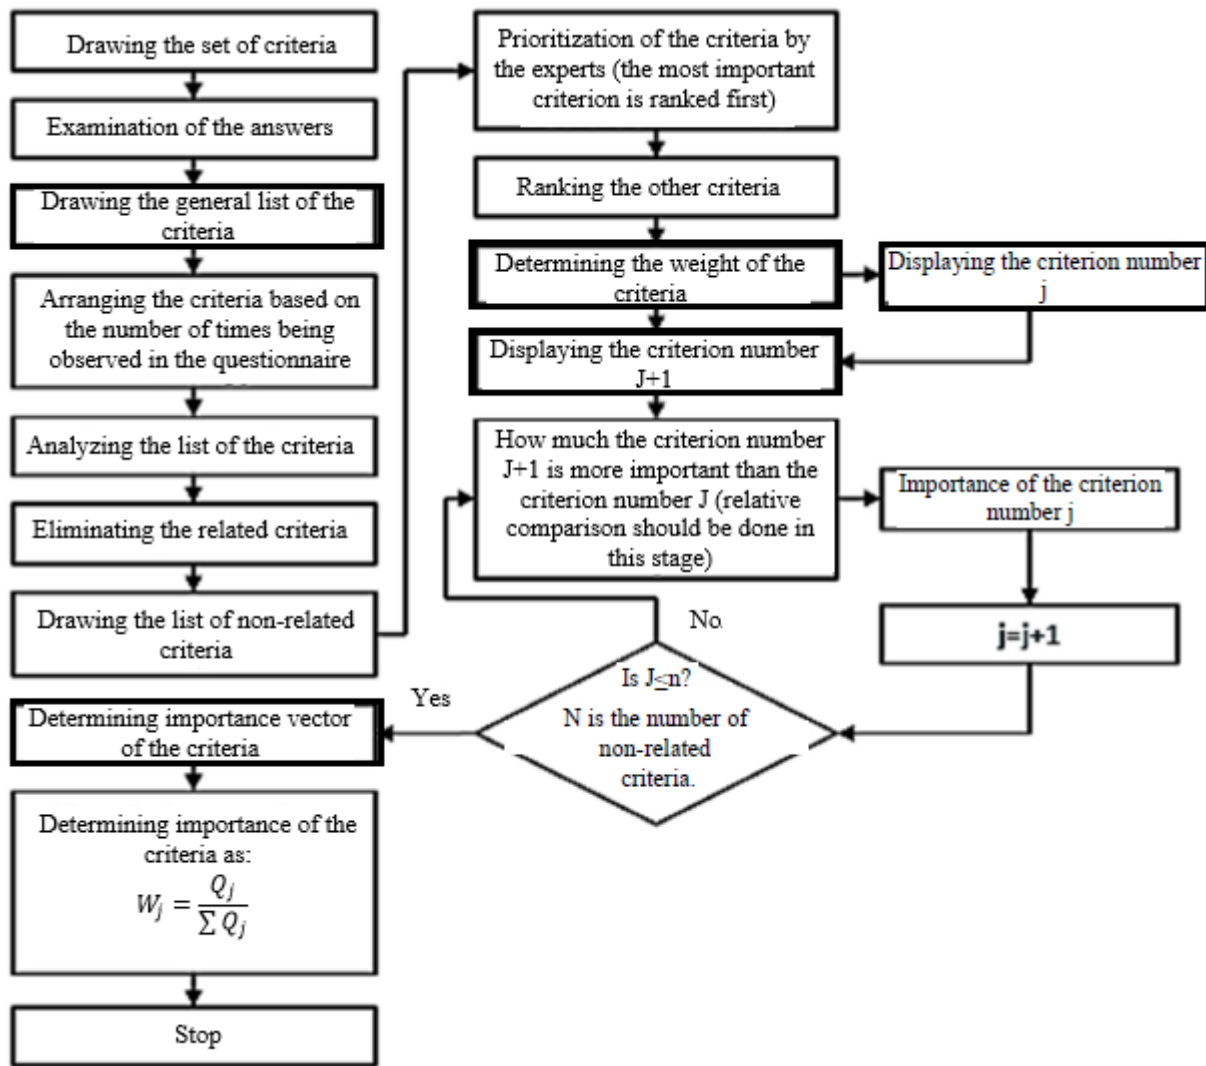 Drawing the set of criteria
Examination of the answers
Drawing the general list of the
criteria
Arranging the criteria based on
the number of times being
observed in the questionnaire
Analyzing the list of the criteria
Eliminating the related criteria
Drawing the list of non-related
criteria
Prioritization of the criteria by
the experts (the most important
criterion is ranked first)
Ranking the other criteria
Determining the weight of the
criteria
Displaying the criterion number
j
Displaying the criterion number
J+1
How much the criterion number
J+1 is more important than the
criterion number J (relative
comparison should be done in
this stage)
Importance of the criterion
number j
j=j+1
No.
Is J≤n?
N is the number of
non-related
criteria.
Yes
Determining importance vector
of the criteria
Determining importance of the
criteria as:
W_j = Q_j / ∑ Q_j
Stop